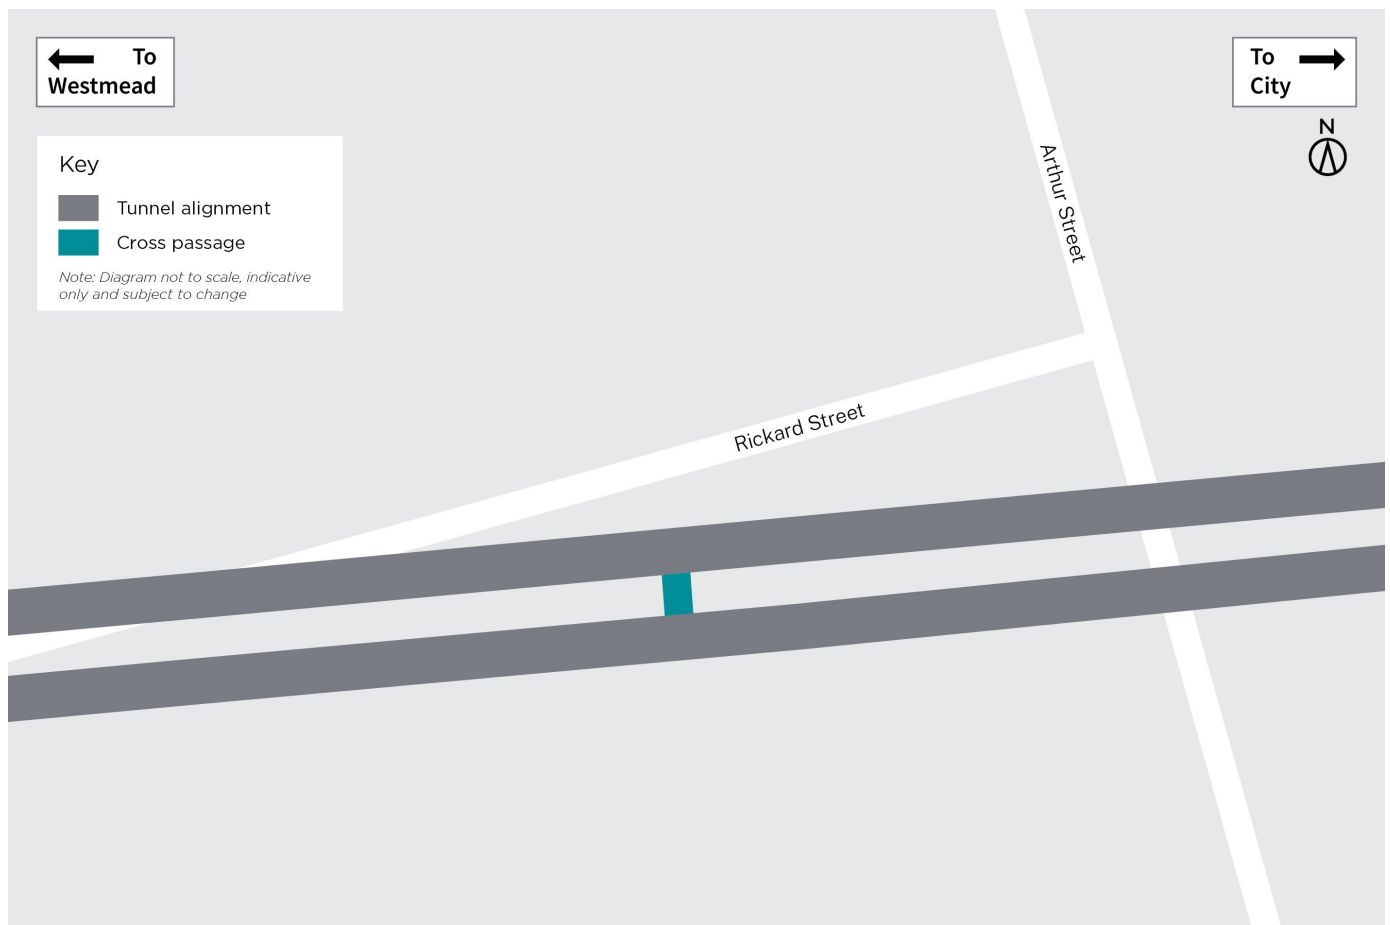 To
Westmead
To
City
N
Key
Tunnel alignment
Cross passage
Note: Diagram not to scale, indicative
only and subject to change
Arthur Street
Rickard Street